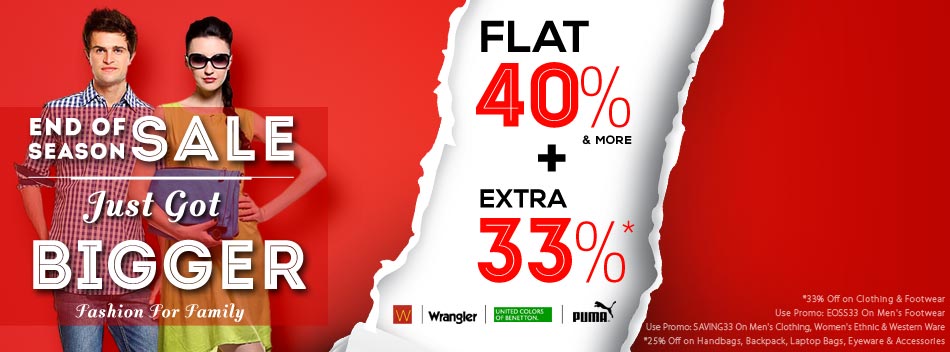 END OF
SEASON SALE
Just Got
BIGGER
Fashion For Family
FLAT
40%
& MORE
+
EXTRA
33%*
W Wrangler UNITED COLORS OF BENETTON. PUMA
*33% Off on Clothing & Footwear
Use Promo: EOSS33 On Men's Footwear
Use Promo: SAVING33 On Men's Clothing, Women's Ethnic & Western Ware
*25% Off on Handbags, Backpack, Laptop Bags, Eyeware & Accessories